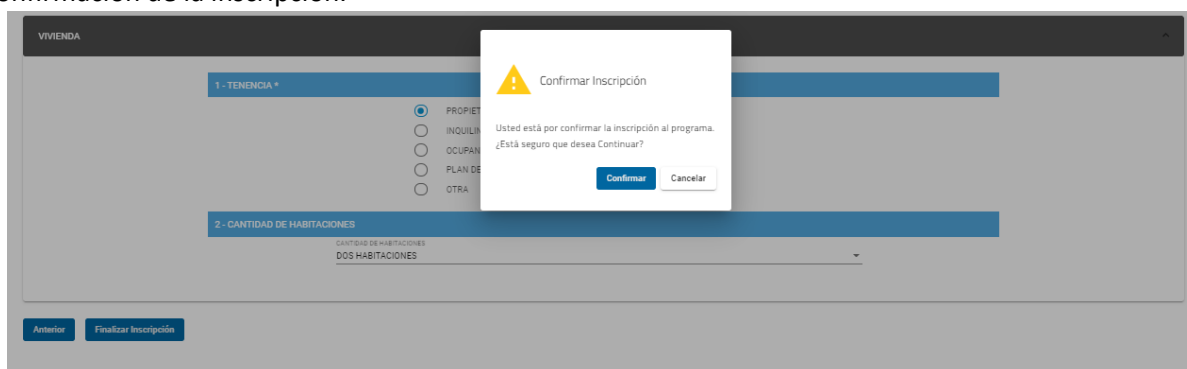 VIVIENDA
1 - TENENCIA *
PROPIET
INQUILIN
OCUPAN
PLAN DE
OTRA
Confirmar Inscripción
Usted está por confirmar la inscripción al programa.
¿Está seguro que desea Continuar?
Confirmar Cancelar
2 - CANTIDAD DE HABITACIONES
CANTIDAD DE HABITACIONES
DOS HABITACIONES
Anterior Finalizar Inscripción